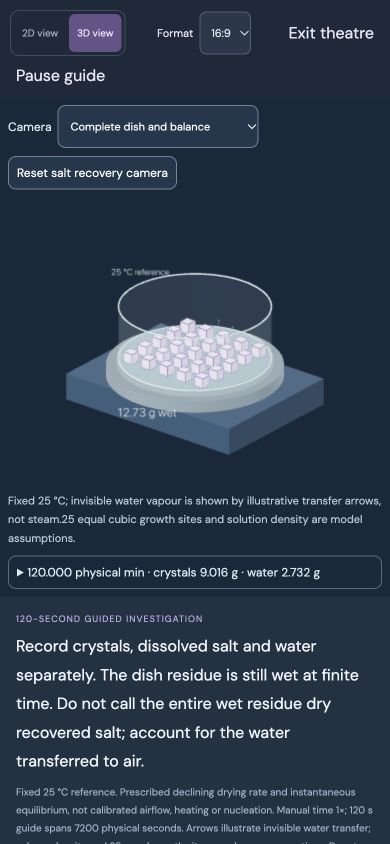 2D view 3D view Format 16:9 Exit theatre
Pause guide
Camera Complete dish and balance
Reset salt recovery camera
25 °C reference
12.73 g wet
Fixed 25 °C; invisible water vapour is shown by illustrative transfer arrows,
not steam.25 equal cubic growth sites and solution density are model
assumptions.
120.000 physical min · crystals 9.016 g · water 2.732 g
120-SECOND GUIDED INVESTIGATION
Record crystals, dissolved salt and water
separately. The dish residue is still wet at finite
time. Do not call the entire wet residue dry
recovered salt; account for the water
transferred to air.
Fixed 25 °C reference. Prescribed declining drying rate and instantaneous
equilibrium, not calibrated airflow, heating or nucleation. Manual time 1×; 120 s
guide spans 7200 physical seconds. Arrows illustrate invisible water transfer;